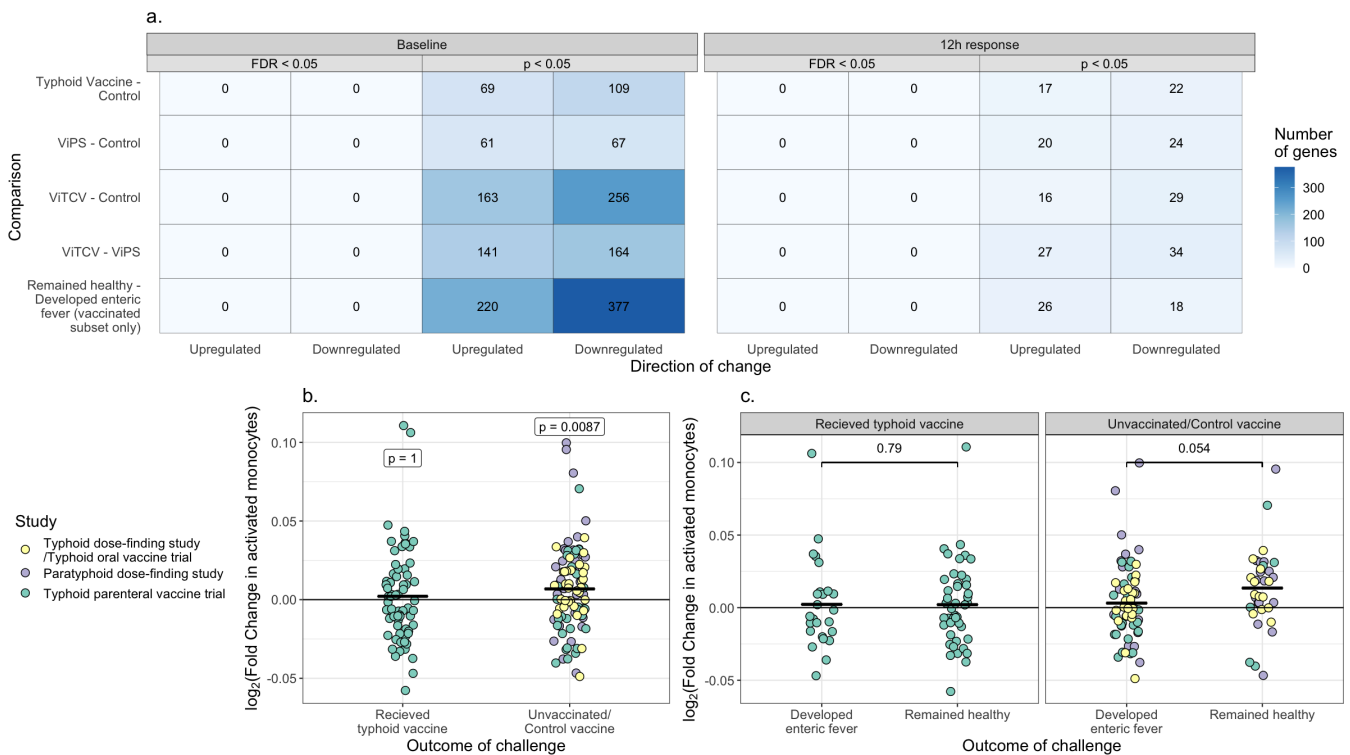 a.
Baseline
12h response
FDR < 0.05
p < 0.05
FDR < 0.05
p < 0.05
Comparison
Typhoid Vaccine -
Control
0 0 69 109 0 0 17 22
ViPS - Control
0 0 61 67 0 0 20 24
ViTCV - Control
0 0 163 256 0 0 16 29
ViTCV - ViPS
0 0 141 164 0 0 27 34
Remained healthy -
Developed enteric
fever (vaccinated
subset only)
0 0 220 377 0 0 26 18
Upregulated Downregulated Upregulated Downregulated Upregulated Downregulated Upregulated Downregulated
Direction of change
Number
of genes
300
200
100
0
Study
Typhoid dose-finding study
/Typhoid oral vaccine trial
Paratyphoid dose-finding study
Typhoid parenteral vaccine trial
b.
log₂(Fold Change in activated monocytes)
0.10
0.05
0.00
-0.05
p = 1
p = 0.0087
Recieved
typhoid vaccine
Unvaccinated/
Control vaccine
Outcome of challenge
c.
log₂(Fold Change in activated monocytes)
0.10
0.05
0.00
-0.05
Recieved typhoid vaccine
Unvaccinated/Control vaccine
0.79
0.054
Developed
enteric fever
Remained healthy
Developed
enteric fever
Remained healthy
Outcome of challenge